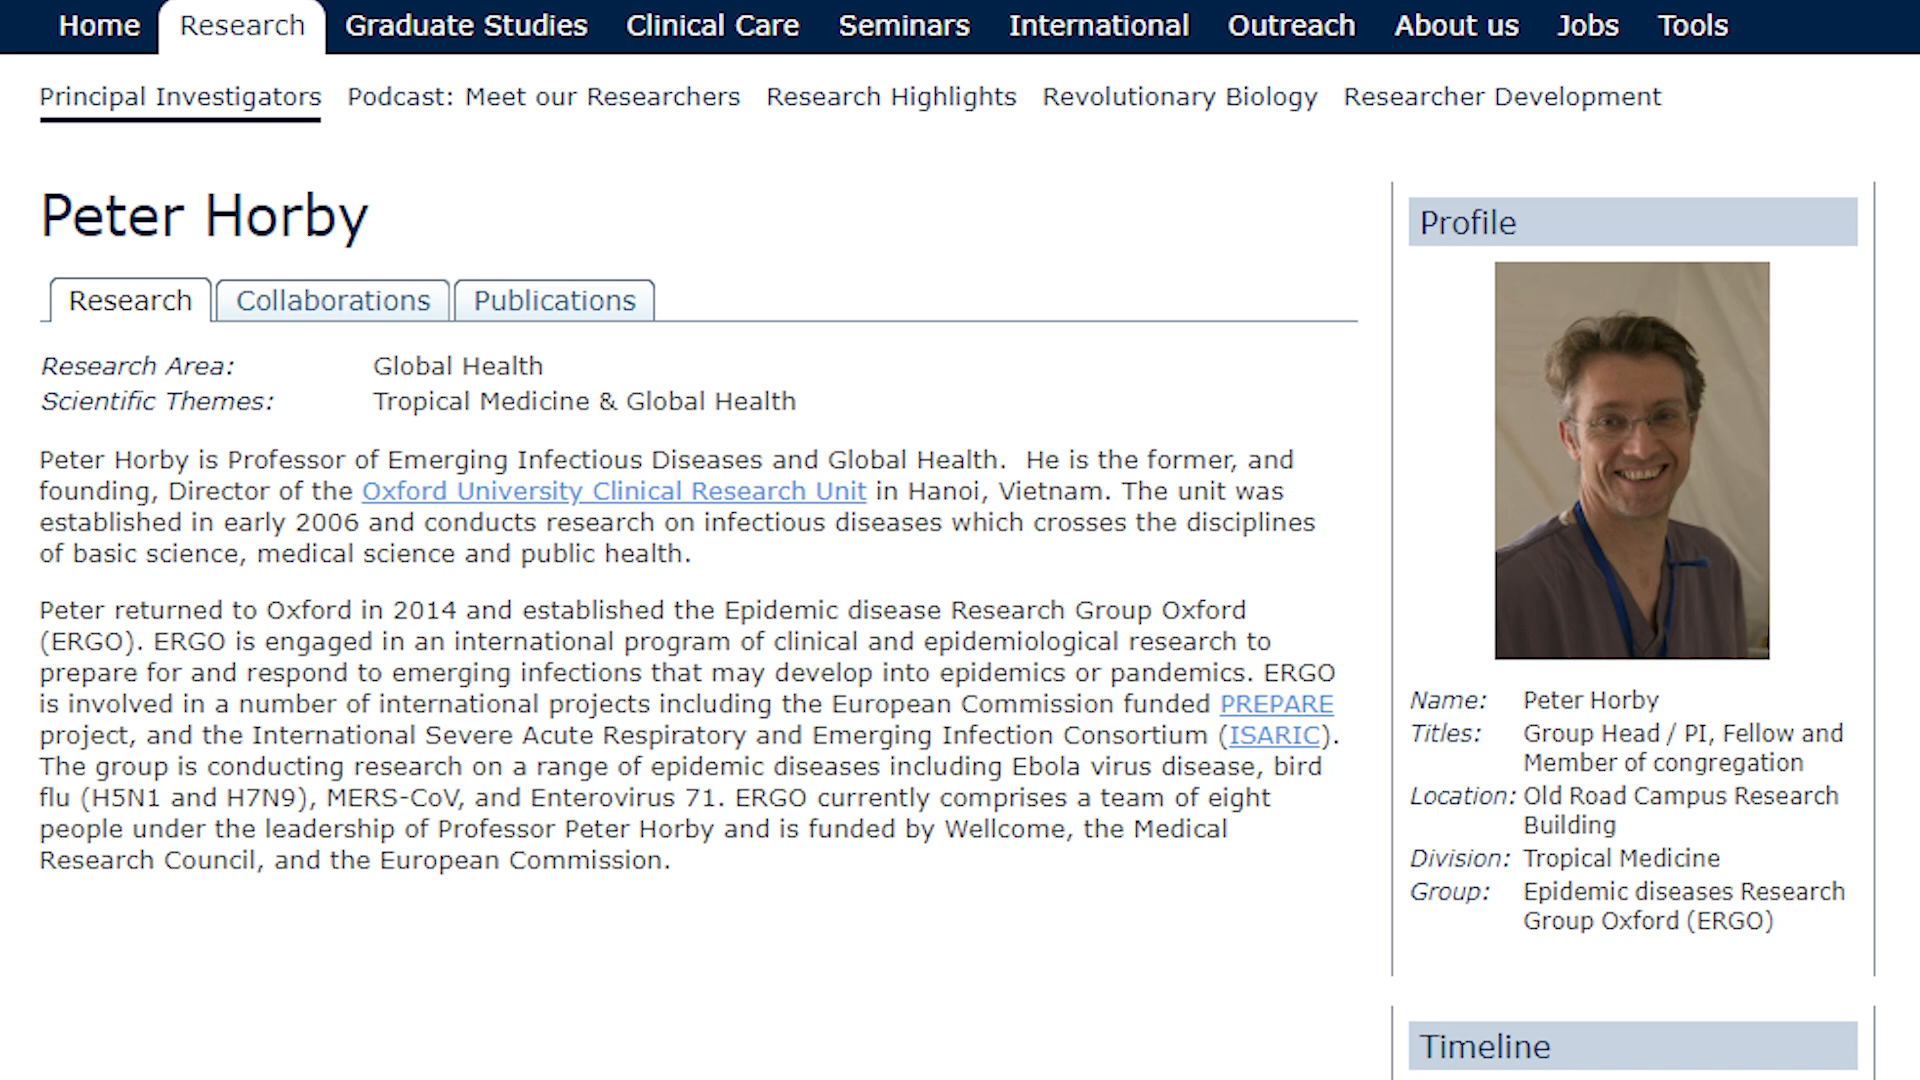 Home Research Graduate Studies Clinical Care Seminars International Outreach About us Jobs Tools
Principal Investigators Podcast: Meet our Researchers Research Highlights Revolutionary Biology Researcher Development
Peter Horby
Research Collaborations Publications
Research Area: Global Health
Scientific Themes: Tropical Medicine & Global Health
Peter Horby is Professor of Emerging Infectious Diseases and Global Health. He is the former, and
founding, Director of the Oxford University Clinical Research Unit in Hanoi, Vietnam. The unit was
established in early 2006 and conducts research on infectious diseases which crosses the disciplines
of basic science, medical science and public health.
Peter returned to Oxford in 2014 and established the Epidemic disease Research Group Oxford
(ERGO). ERGO is engaged in an international program of clinical and epidemiological research to
prepare for and respond to emerging infections that may develop into epidemics or pandemics. ERGO
is involved in a number of international projects including the European Commission funded PREPARE
project, and the International Severe Acute Respiratory and Emerging Infection Consortium (ISARIC).
The group is conducting research on a range of epidemic diseases including Ebola virus disease, bird
flu (H5N1 and H7N9), MERS-CoV, and Enterovirus 71. ERGO currently comprises a team of eight
people under the leadership of Professor Peter Horby and is funded by Wellcome, the Medical
Research Council, and the European Commission.
Profile
Name: Peter Horby
Titles: Group Head / PI, Fellow and
Member of congregation
Location: Old Road Campus Research
Building
Division: Tropical Medicine
Group: Epidemic diseases Research
Group Oxford (ERGO)
Timeline